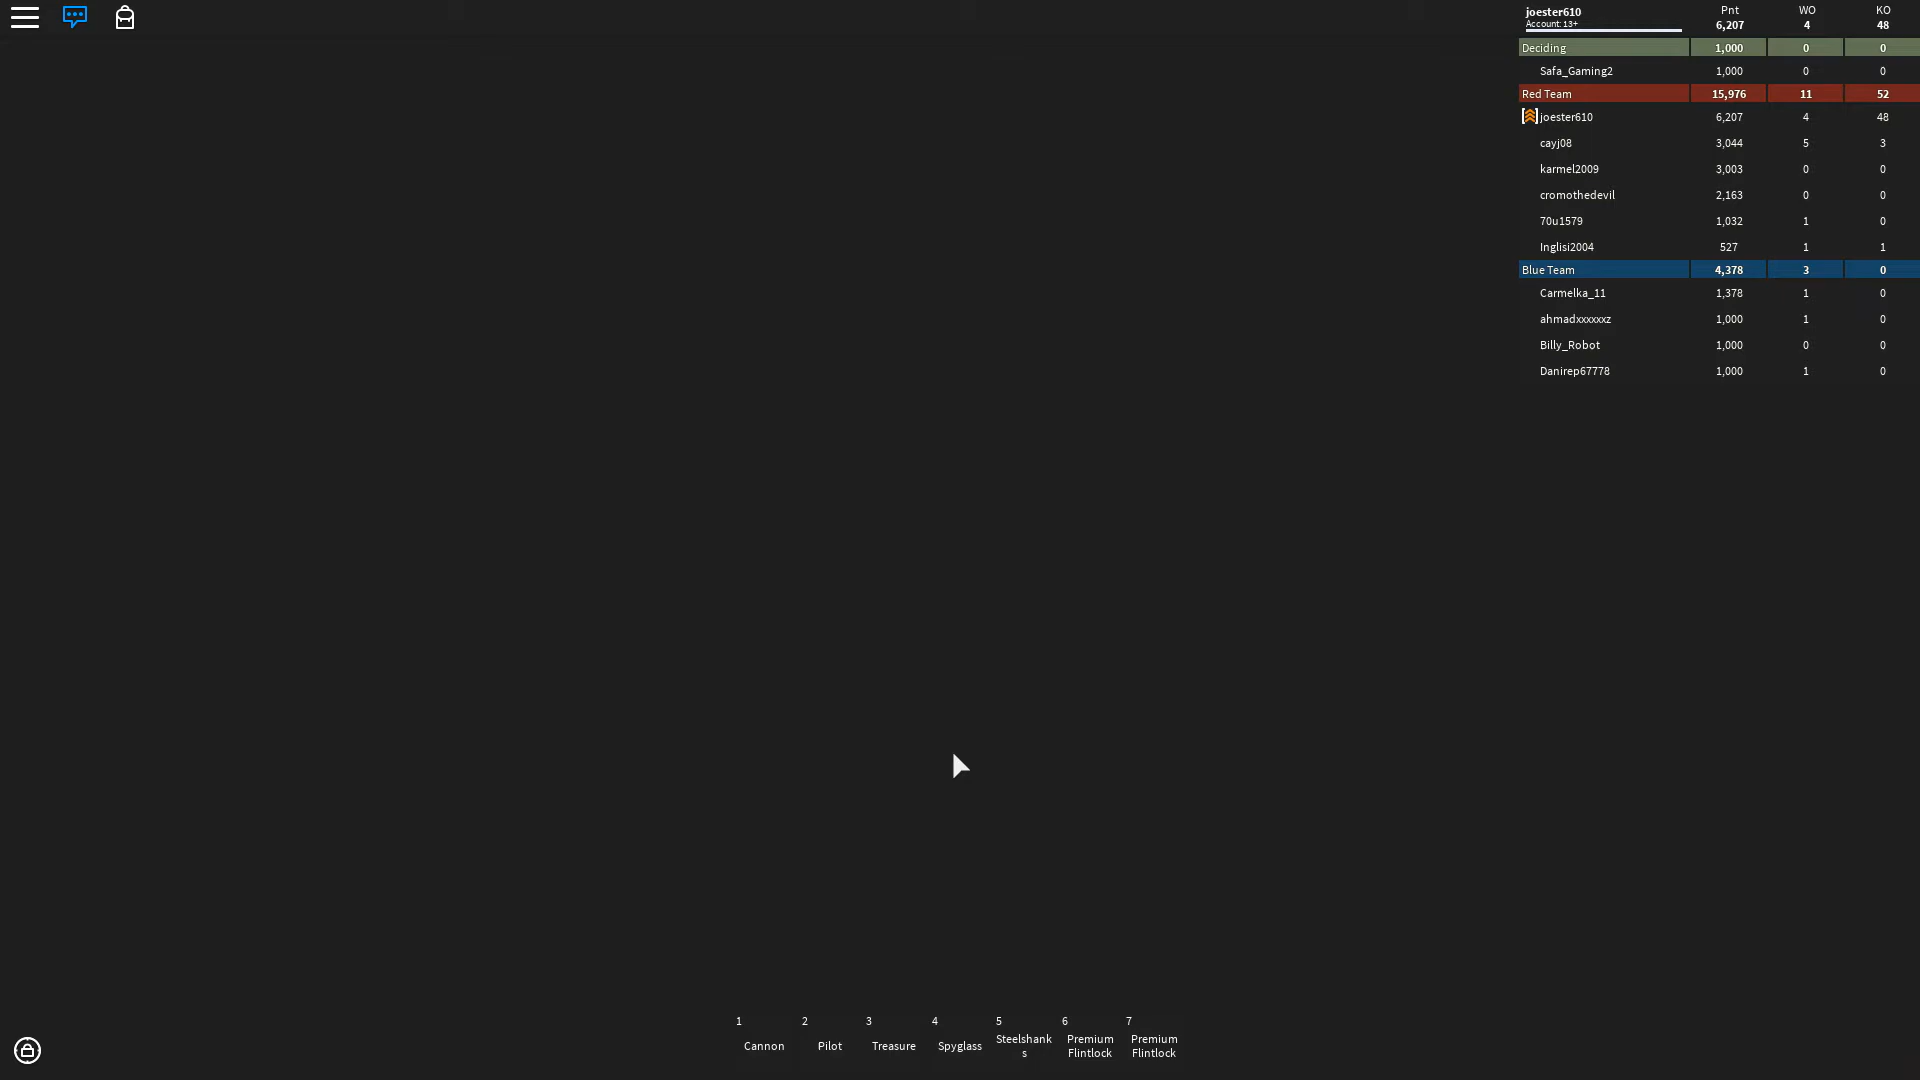 joester610 Pnt WO KO
Account: 13+ 6,207 4 48
Deciding 1,000 0 0
Safa_Gaming2 1,000 0 0
Red Team 15,976 11 52
joester610 6,207 4 48
cayj08 3,044 5 3
karmel2009 3,003 0 0
cromothedevil 2,163 0 0
70u1579 1,032 1 0
Inglisi2004 527 1 1
Blue Team 4,378 3 0
Carmelka_11 1,378 1 0
ahmadxxxxxxz 1,000 1 0
Billy_Robot 1,000 0 0
Danirep67778 1,000 1 0
1 2 3 4 5 6 7
Cannon Pilot Treasure Spyglass Steelshank Premium Premium
s Flintlock Flintlock